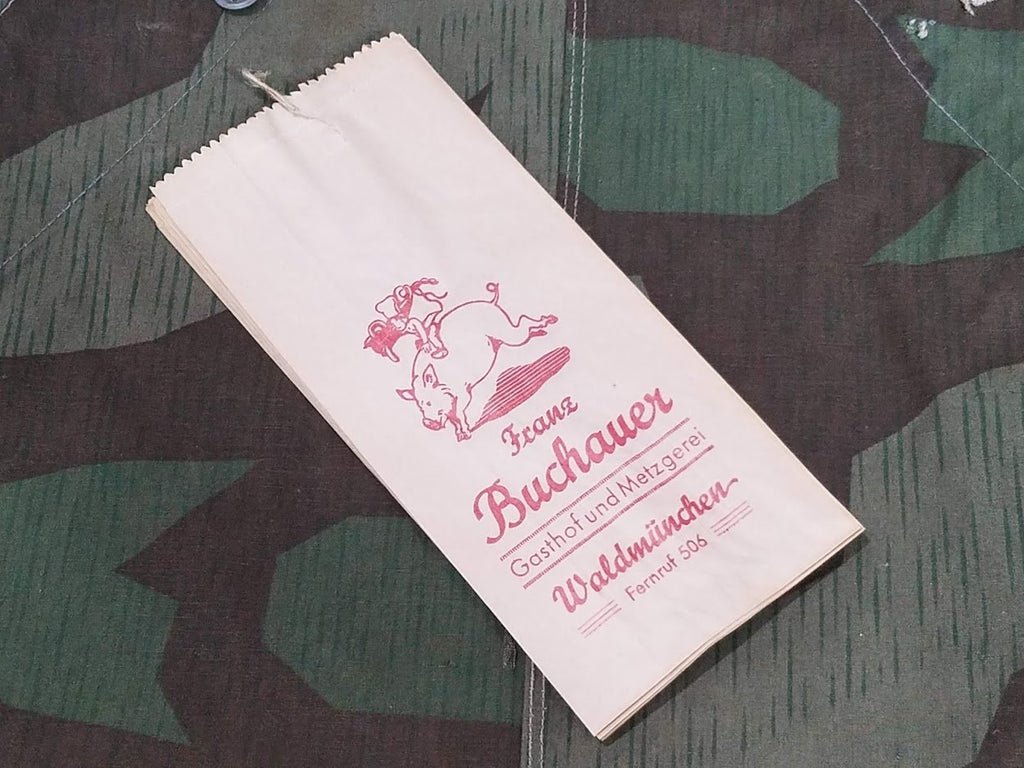 Franz
Buchauer
Gasthof und Metzgerei
Waldmünchen
Fernruf 506